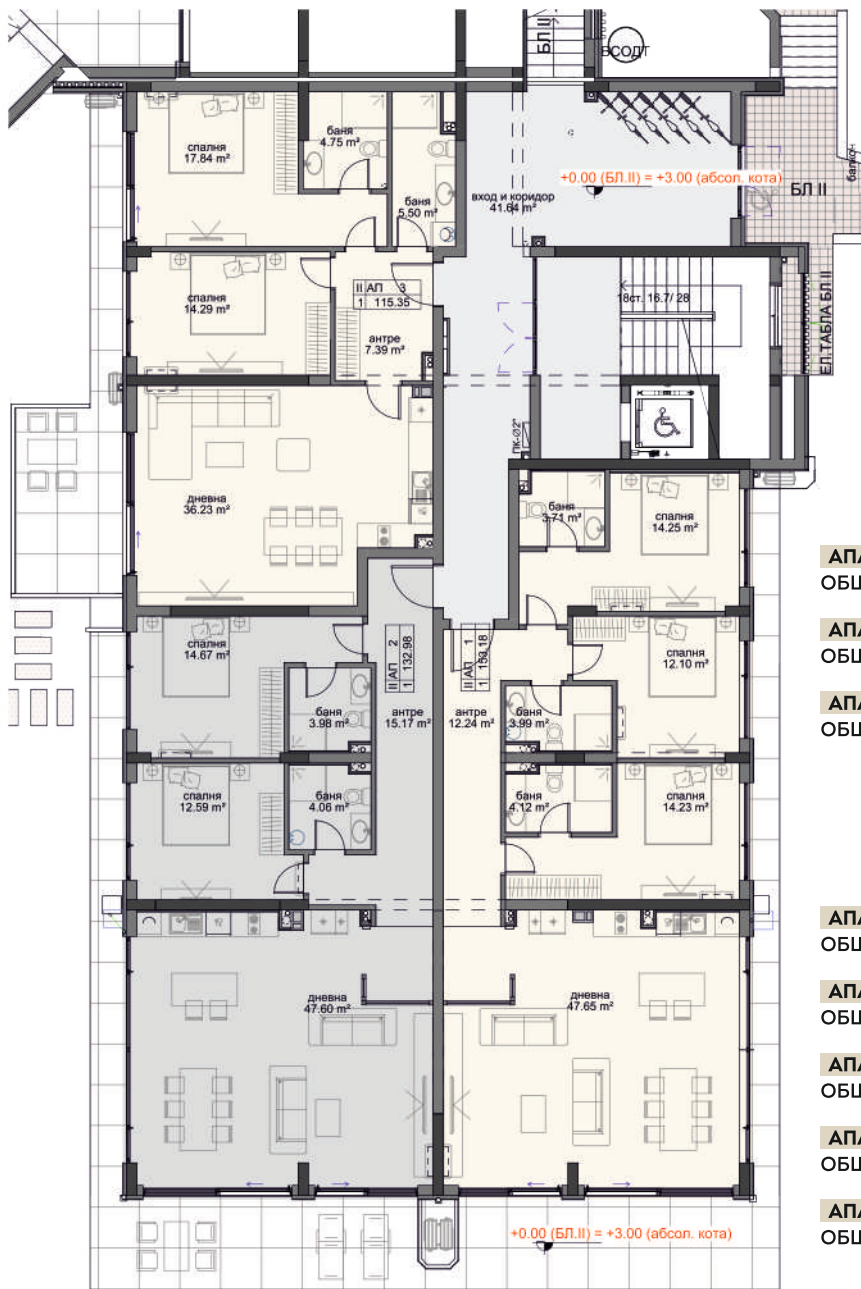 БЛ II
ВСОДТ
спалня
17.84 m²
баня
4.75 m²
баня
5.50 m²
вход и коридор
41.64 m²
+0.00 (БЛ.II) = +3.00 (абсол. кота)
БЛ II
балкон
спалня
14.29 m²
II АП 3
1 115.35
антре
7.39 m²
18ст. 16.7/ 28
ЕЛ.ТАБЛА БЛ II
ПК-Ø2"
дневна
36.23 m²
баня
3.71 m²
спалня
14.25 m²
АПА
ОБЩ
АПА
ОБЩ
АПА
ОБЩ
спалня
14.67 m²
II АП 2
1 132.98
II АП 1
1 153.18
спалня
12.10 m²
баня
3.98 m²
антре
15.17 m²
антре
12.24 m²
баня
3.99 m²
спалня
12.59 m²
баня
4.06 m²
баня
4.12 m²
спалня
14.23 m²
АПА
ОБЩ
АПА
ОБЩ
АПА
ОБЩ
АПА
ОБЩ
АПА
ОБЩ
дневна
47.60 m²
дневна
47.65 m²
+0.00 (БЛ.II) = +3.00 (абсол. кота)